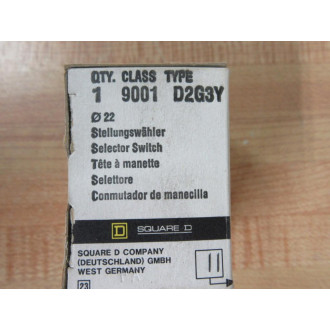 QTY. CLASS TYPE
1 9001 D2G3Y
Ø 22
Stellungswähler
Selector Switch
Tête à manette
Selettore
Conmutador de manecilla
D SQUARE D
SQUARE D COMPANY
(DEUTSCHLAND) GMBH
WEST GERMANY
23